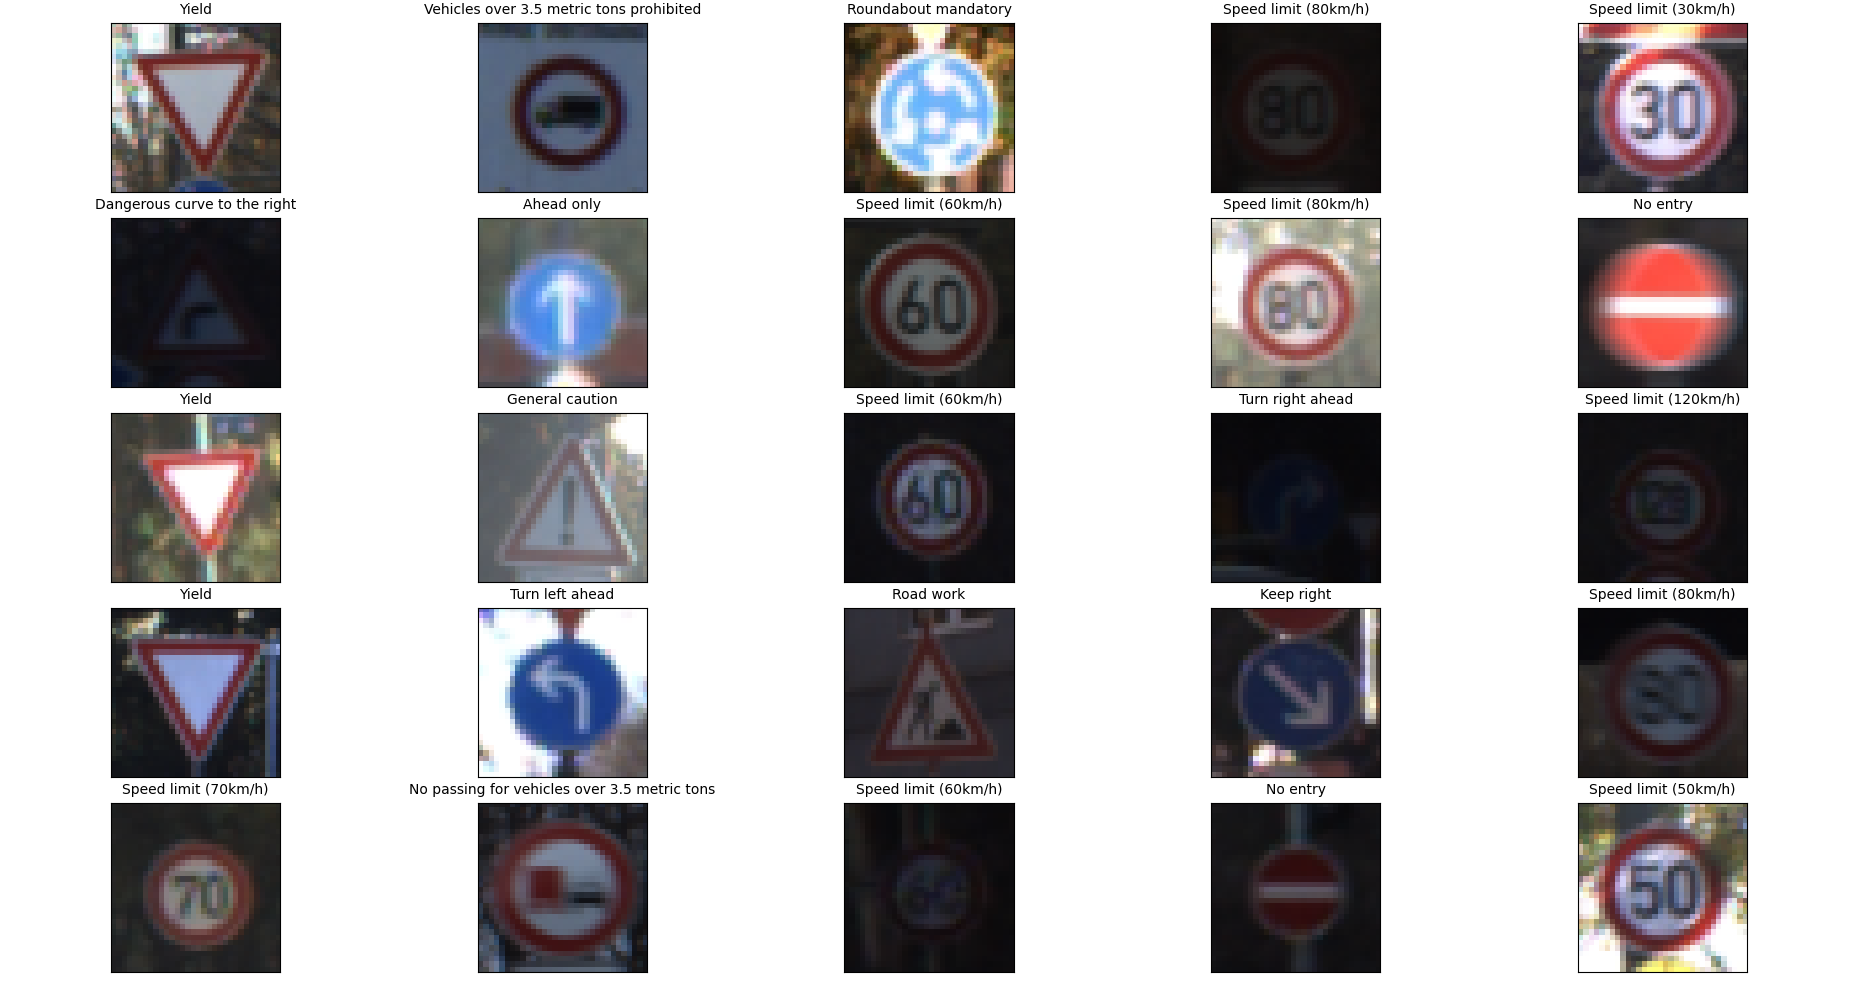 Yield
Vehicles over 3.5 metric tons prohibited
Roundabout mandatory
Speed limit (80km/h)
Speed limit (30km/h)
80
30
Dangerous curve to the right
Ahead only
Speed limit (60km/h)
Speed limit (80km/h)
No entry
60
80
Yield
General caution
Speed limit (60km/h)
Turn right ahead
Speed limit (120km/h)
!
60
120
Yield
Turn left ahead
Road work
Keep right
Speed limit (80km/h)
80
Speed limit (70km/h)
No passing for vehicles over 3.5 metric tons
Speed limit (60km/h)
No entry
Speed limit (50km/h)
70
60
50